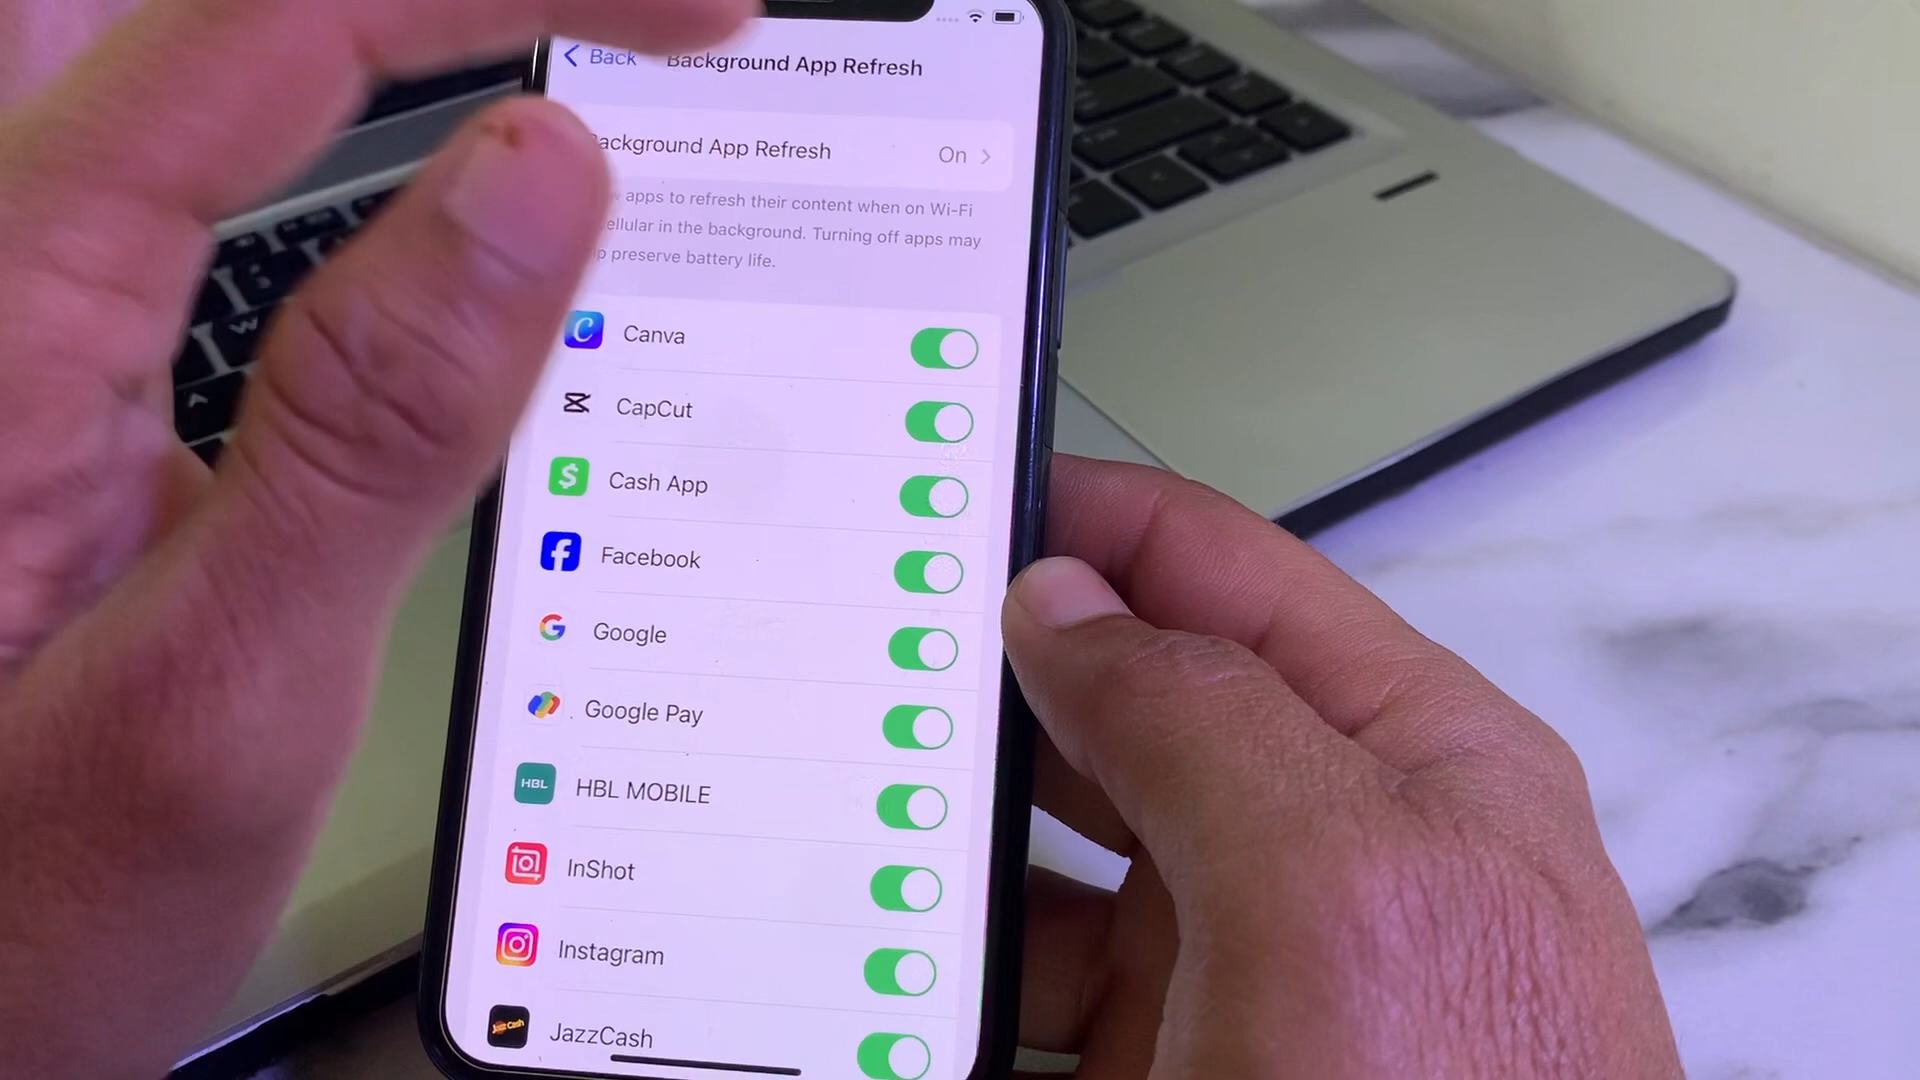 Back
Background App Refresh
ackground App Refresh
On
apps to refresh their content when on Wi-Fi
ellular in the background. Turning off apps may
p preserve battery life.
C
Canva
CapCut
$
Cash App
f
Facebook
G
Google
Google Pay
HBL
HBL MOBILE
InShot
Instagram
Jazz Cash
JazzCash
W
A